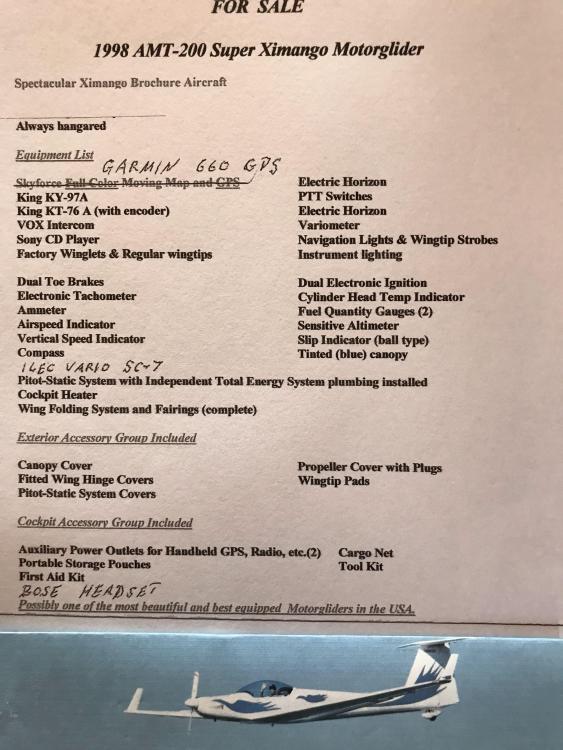 FOR SALE
1998 AMT-200 Super Ximango Motorglider
Spectacular Ximango Brochure Aircraft
Always hangared
Equipment List
GARMIN 660 GPS
Skyforce Full Color Moving Map and GPS
King KY-97A
King KT-76 A (with encoder)
VOX Intercom
Sony CD Player
Factory Winglets & Regular wingtips
Electric Horizon
PTT Switches
Electric Horizon
Variometer
Navigation Lights & Wingtip Strobes
Instrument lighting
Dual Toe Brakes
Electronic Tachometer
Ammeter
Airspeed Indicator
Vertical Speed Indicator
Compass
Dual Electronic Ignition
Cylinder Head Temp Indicator
Fuel Quantity Gauges (2)
Sensitive Altimeter
Slip Indicator (ball type)
Tinted (blue) canopy
ILEC VARIO SC-7
Pitot-Static System with Independent Total Energy System plumbing installed
Cockpit Heater
Wing Folding System and Fairings (complete)
Exterior Accessory Group Included
Canopy Cover
Fitted Wing Hinge Covers
Pitot-Static System Covers
Propeller Cover with Plugs
Wingtip Pads
Cockpit Accessory Group Included
Auxiliary Power Outlets for Handheld GPS, Radio, etc.(2)
Portable Storage Pouches
First Aid Kit
Cargo Net
Tool Kit
BOSE HEADSET
Possibly one of the most beautiful and best equipped Motorgliders in the USA.